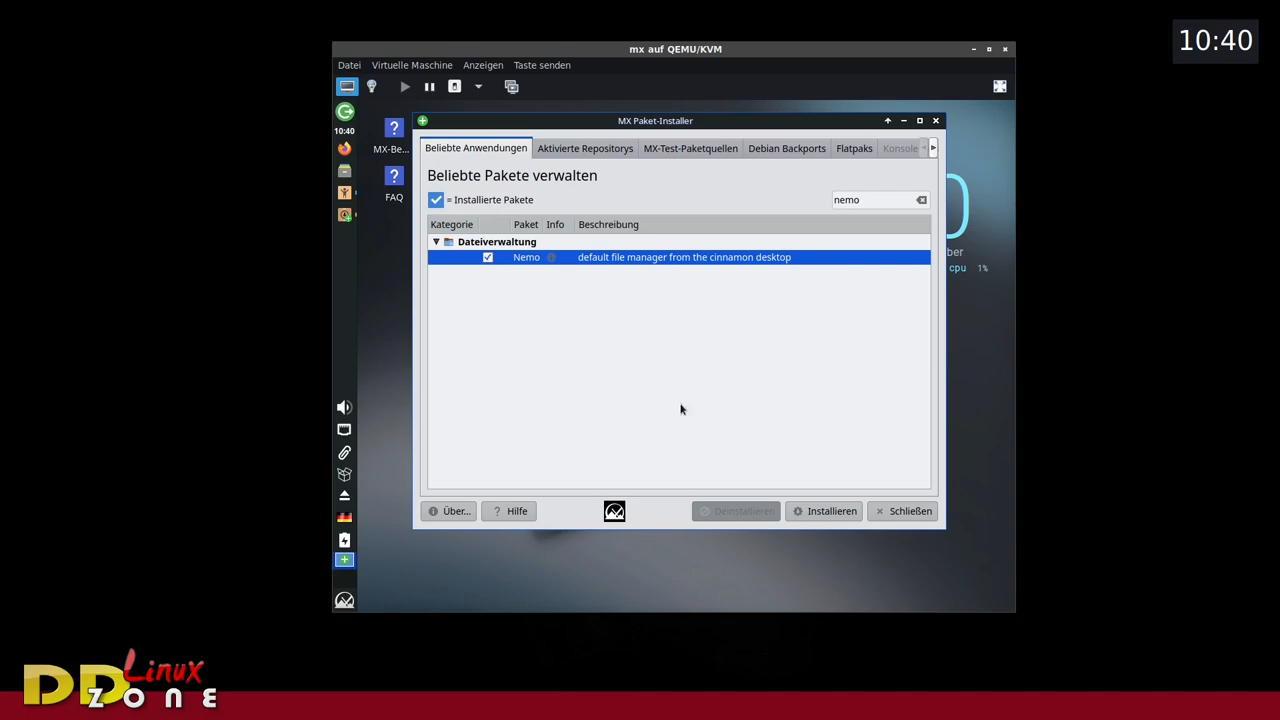 10:40
mx auf QEMU/KVM
Datei Virtuelle Maschine Anzeigen Taste senden
10:40
MX-Be...
FAQ
MX Paket-Installer
Beliebte Anwendungen Aktivierte Repositorys MX-Test-Paketquellen Debian Backports Flatpaks Konsole
Beliebte Pakete verwalten
= Installierte Pakete
nemo
Kategorie Paket Info Beschreibung
Dateiverwaltung
Nemo default file manager from the cinnamon desktop
ber
cpu 1%
Über... Hilfe Deinstallieren Installieren Schließen
DD Linux
ZONE